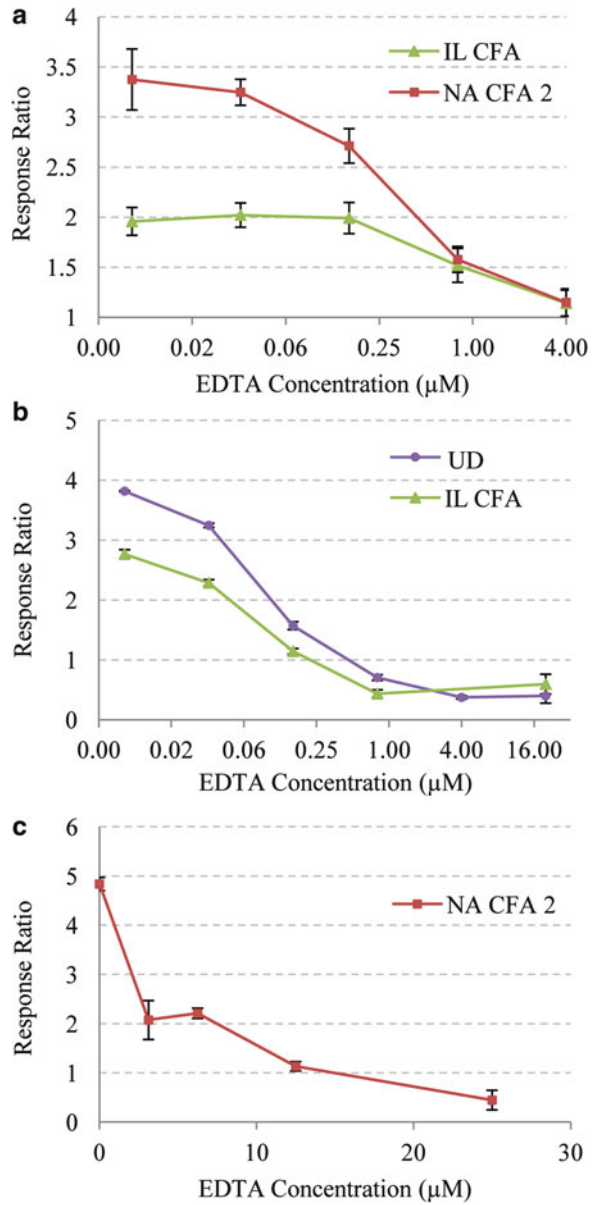 a
4
3.5
3
2.5
2
1.5
1
Response Ratio
IL CFA
NA CFA 2
0.00 0.02 0.06 0.25 1.00 4.00
EDTA Concentration (µM)
b
5
4
3
2
1
0
Response Ratio
UD
IL CFA
0.00 0.02 0.06 0.25 1.00 4.00 16.00
EDTA Concentration (µM)
c
6
5
4
3
2
1
0
Response Ratio
NA CFA 2
0 10 20 30
EDTA Concentration (µM)